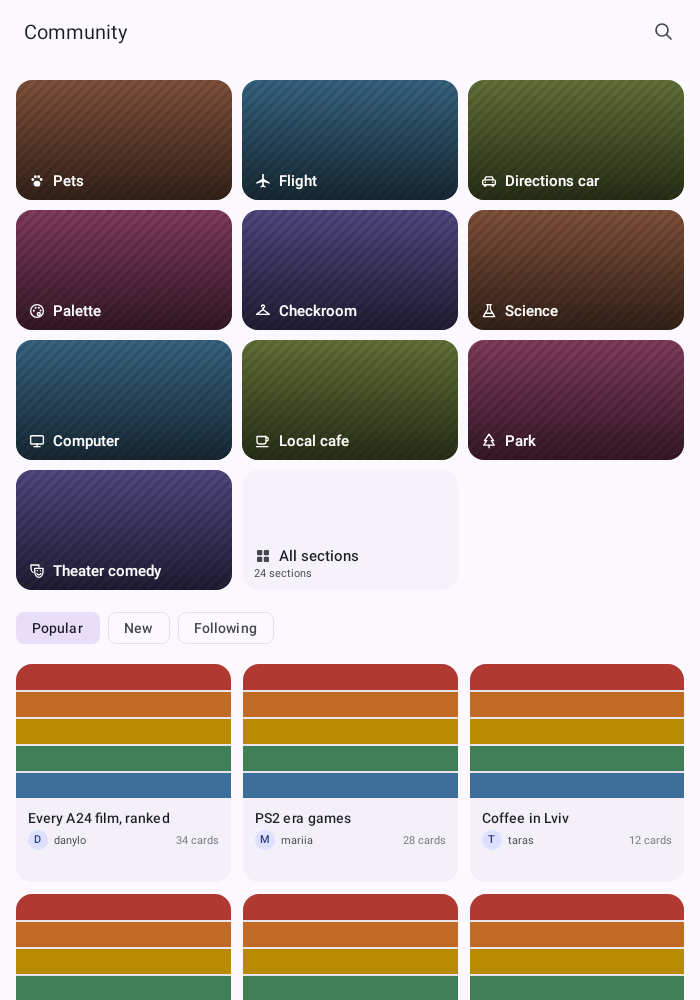 Community
Pets
Flight
Directions car
Palette
Checkroom
Science
Computer
Local cafe
Park
Theater comedy
All sections
24 sections
Popular
New
Following
Every A24 film, ranked
D danylo 34 cards
PS2 era games
M mariia 28 cards
Coffee in Lviv
T taras 12 cards